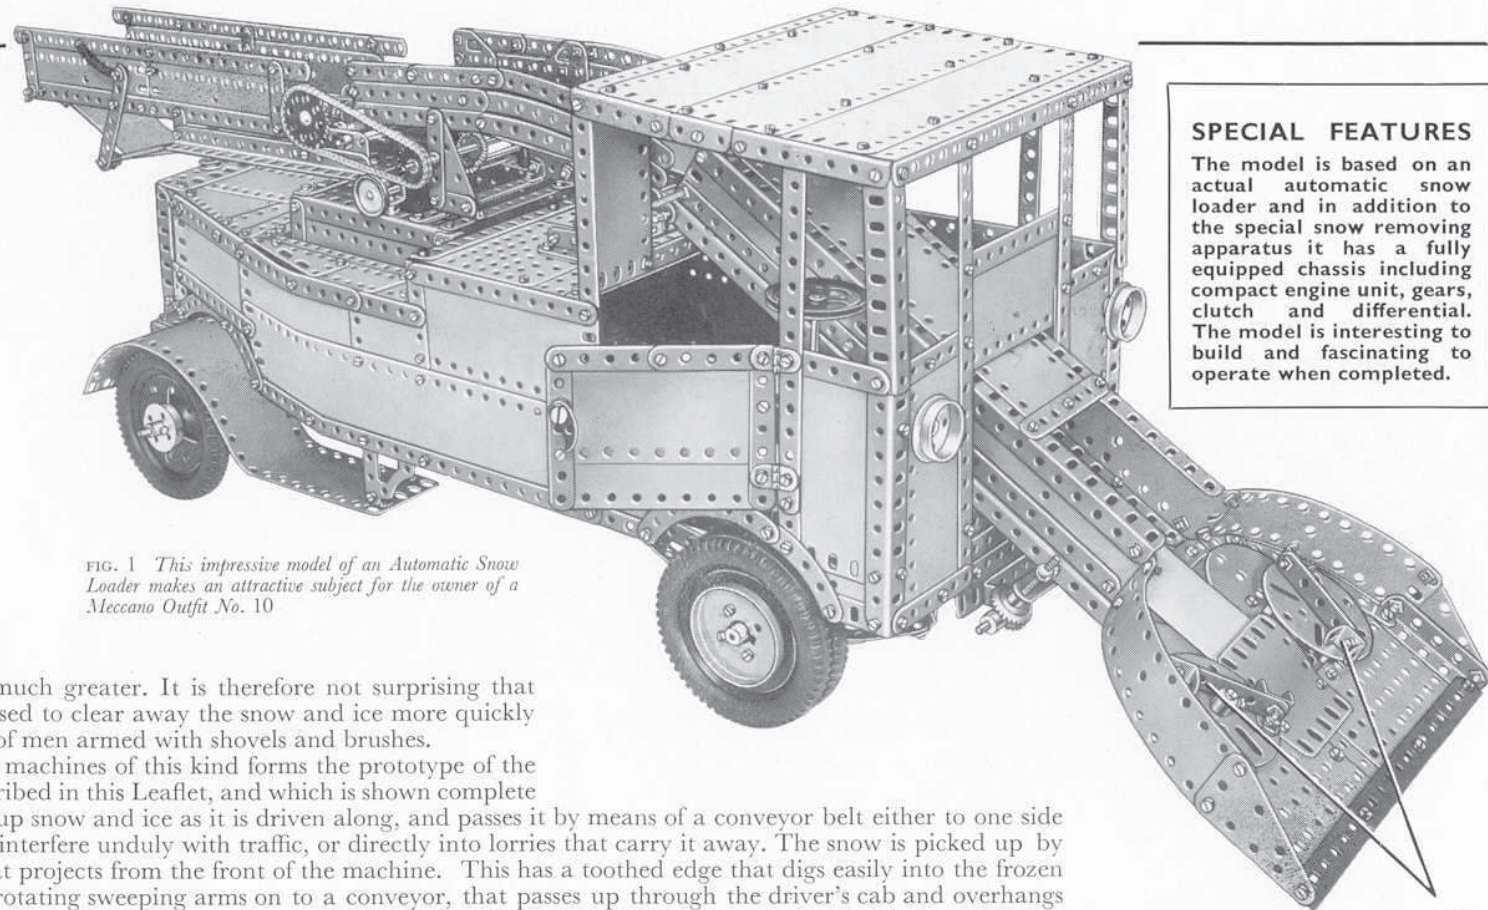 SPECIAL FEATURES
The model is based on an
actual automatic snow
loader and in addition to
the special snow removing
apparatus it has a fully
equipped chassis including
compact engine unit, gears,
clutch and differential.
The model is interesting to
build and fascinating to
operate when completed.
FIG. 1 This impressive model of an Automatic Snow
Loader makes an attractive subject for the owner of a
Meccano Outfit No. 10
much greater. It is therefore not surprising that
sed to clear away the snow and ice more quickly
of men armed with shovels and brushes.
machines of this kind forms the prototype of the
ribed in this Leaflet, and which is shown complete
up snow and ice as it is driven along, and passes it by means of a conveyor belt either to one side
interfere unduly with traffic, or directly into lorries that carry it away. The snow is picked up by
at projects from the front of the machine. This has a toothed edge that digs easily into the frozen
rotating sweeping arms on to a conveyor, that passes up through the driver's cab and overhangs